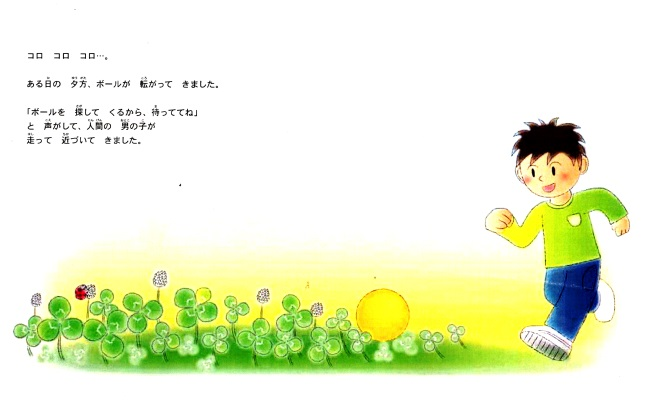 コロ　コロ　コロ…。
ある日の　夕方、ボールが　転がって　きました。
「ボールを　探して　くるから、待っててね」
と　声がして、人間の　男の子が
走って　近づいて　きました。